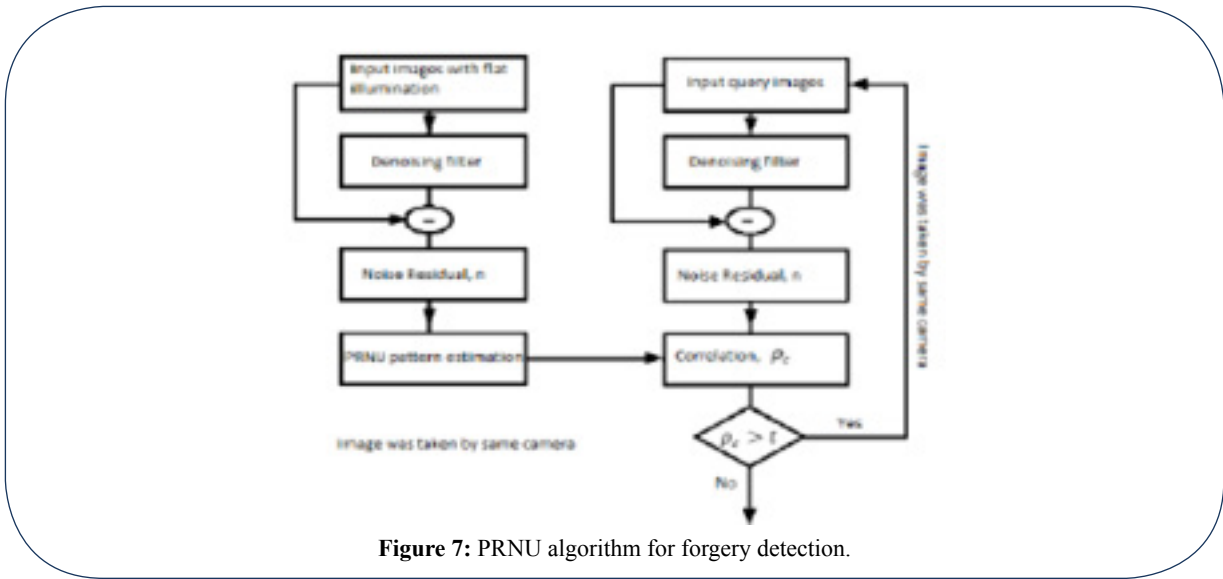 Input images with flat
illumination
Denoising filter
-
Noise Residual, n
PRNU pattern estimation
Input query images
Denoising filter
-
Noise Residual, n
Correlation, ρc
ρc > t
Yes
No
Image was taken by same camera
Image was taken by same camera
Figure 7: PRNU algorithm for forgery detection.